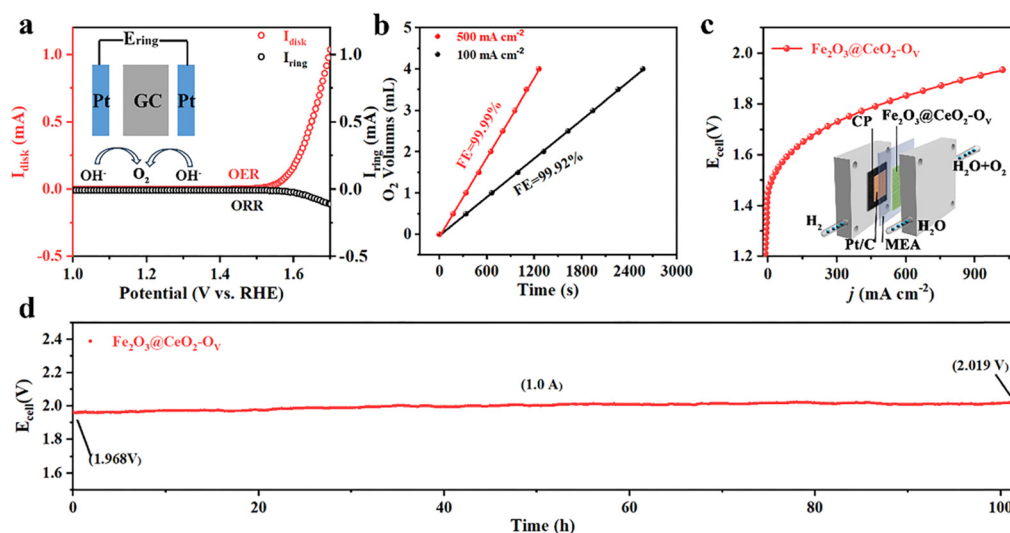 a
I_disk
I_ring
E_ring
Pt
GC
Pt
OH⁻
O₂
OH⁻
OER
ORR
1.0
0.5
0.0
-0.5
I_disk (mA)
1.0
0.5
0.0
-0.5
I_ring (mA)
1.0
1.2
1.4
1.6
Potential (V vs. RHE)
b
500 mA cm⁻²
100 mA cm⁻²
FE=99.99%
FE=99.92%
5
4
3
2
1
0
O₂ Volumns (mL)
0
600
1200
1800
2400
3000
Time (s)
c
Fe₂O₃@CeO₂-O_V
2.0
1.8
1.6
1.4
1.2
E_cell(V)
CP
Fe₂O₃@CeO₂-O_V
H₂O+O₂
H₂
H₂O
Pt/C
MEA
0
300
600
900
j (mA cm⁻²)
d
Fe₂O₃@CeO₂-O_V
2.4
2.2
2.0
1.8
1.6
E_cell(V)
(1.0 A)
(2.019 V)
(1.968V)
0
20
40
60
80
100
Time (h)